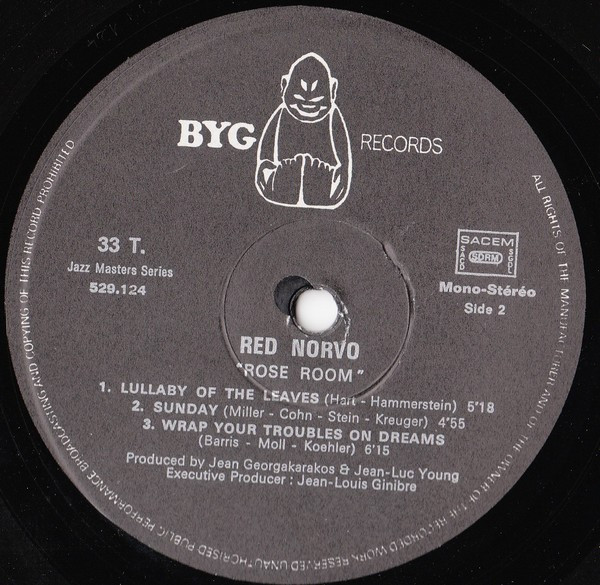 BYG RECORDS
33 T.
Jazz Masters Series
529.124
SACEM
SACD SDRM SGDL
Mono-Stéréo
Side 2
RED NORVO
"ROSE ROOM"
1. LULLABY OF THE LEAVES (Hart - Hammerstein) 5"18
2. SUNDAY (Miller - Cohn - Stein - Kreuger) 4"55
3. WRAP YOUR TROUBLES ON DREAMS
(Barris - Moll - Koehler) 6"15
Produced by Jean Georgakarakos & Jean-Luc Young
Executive Producer : Jean-Louis Ginibre
ALL RIGHTS OF THE MANUFACTURER AND OF THE OWNER OF THE RECORDED WORK RESERVED UNAUTHORISED PUBLIC PERFORMANCE BROADCASTING AND COPYING OF THIS RECORD PROHIBITED